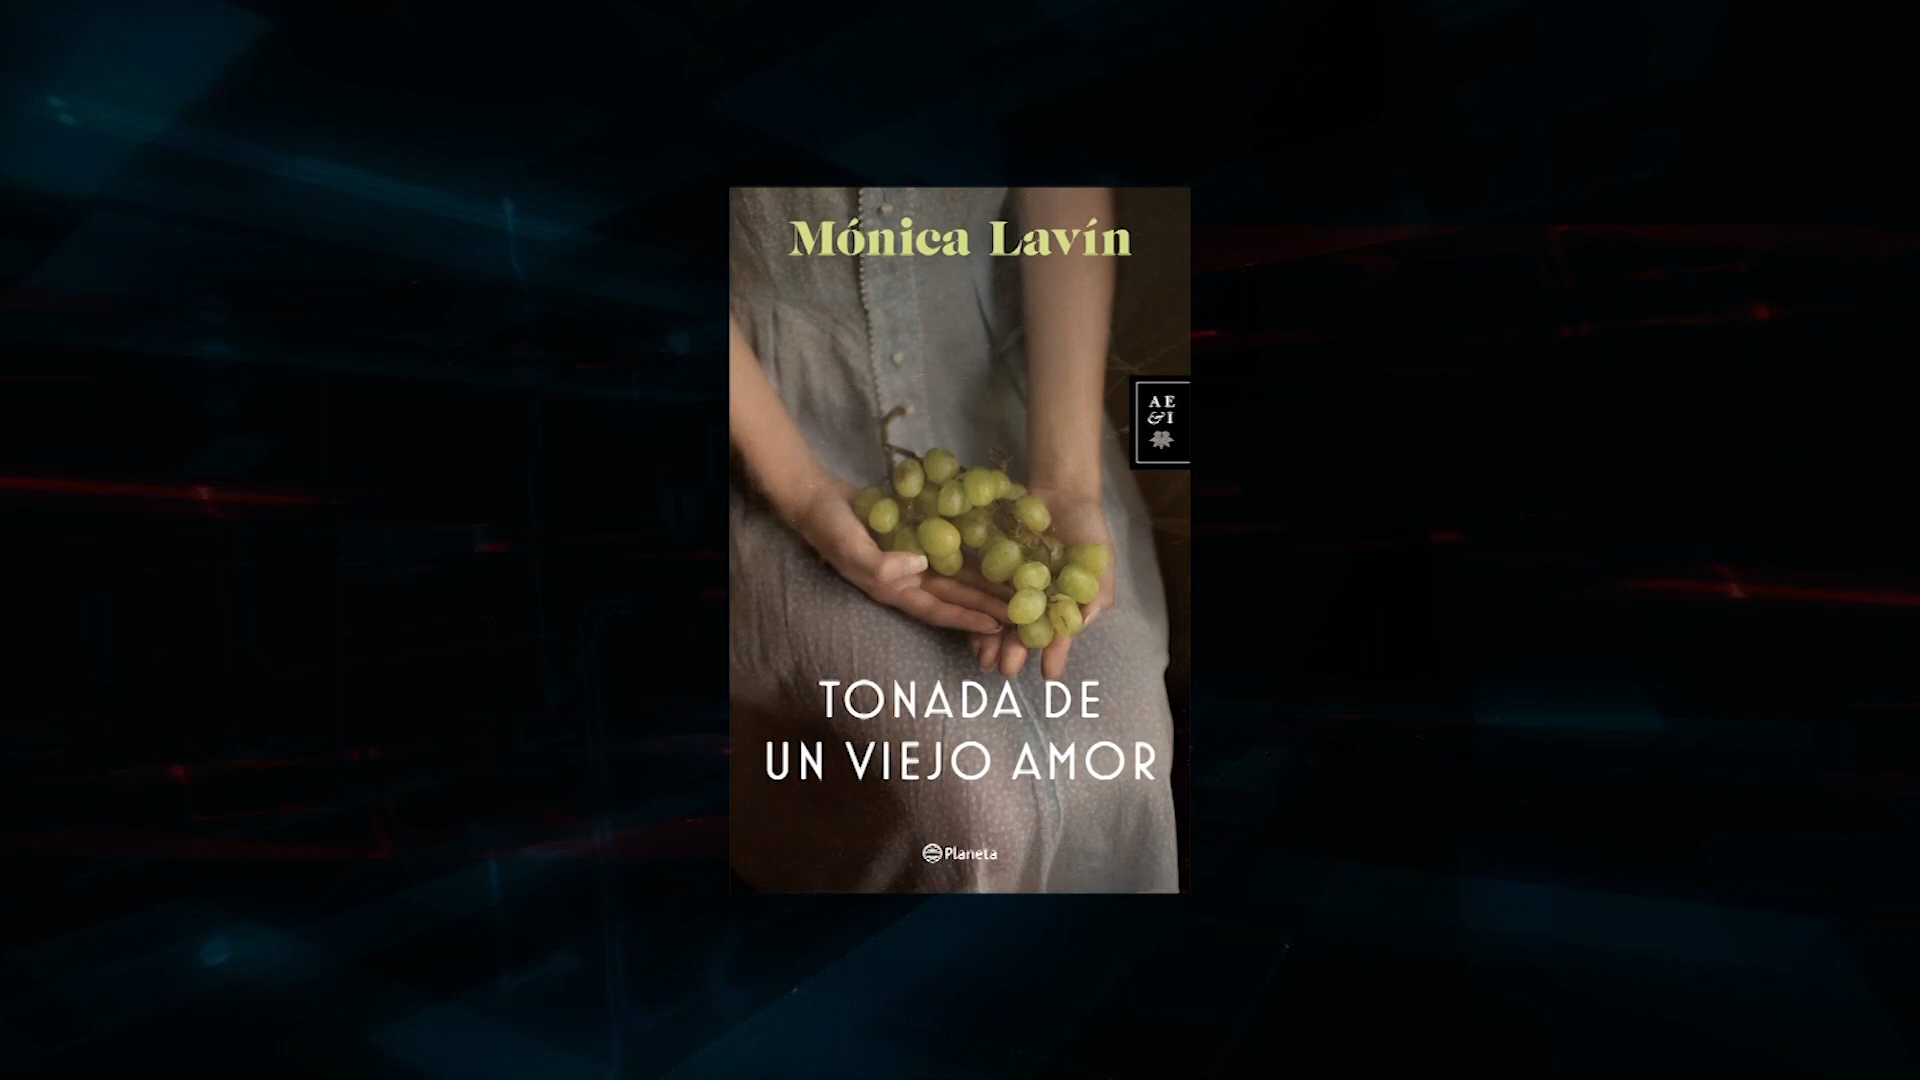 Mónica Lavín
AE
&I
TONADA DE
UN VIEJO AMOR
Planeta